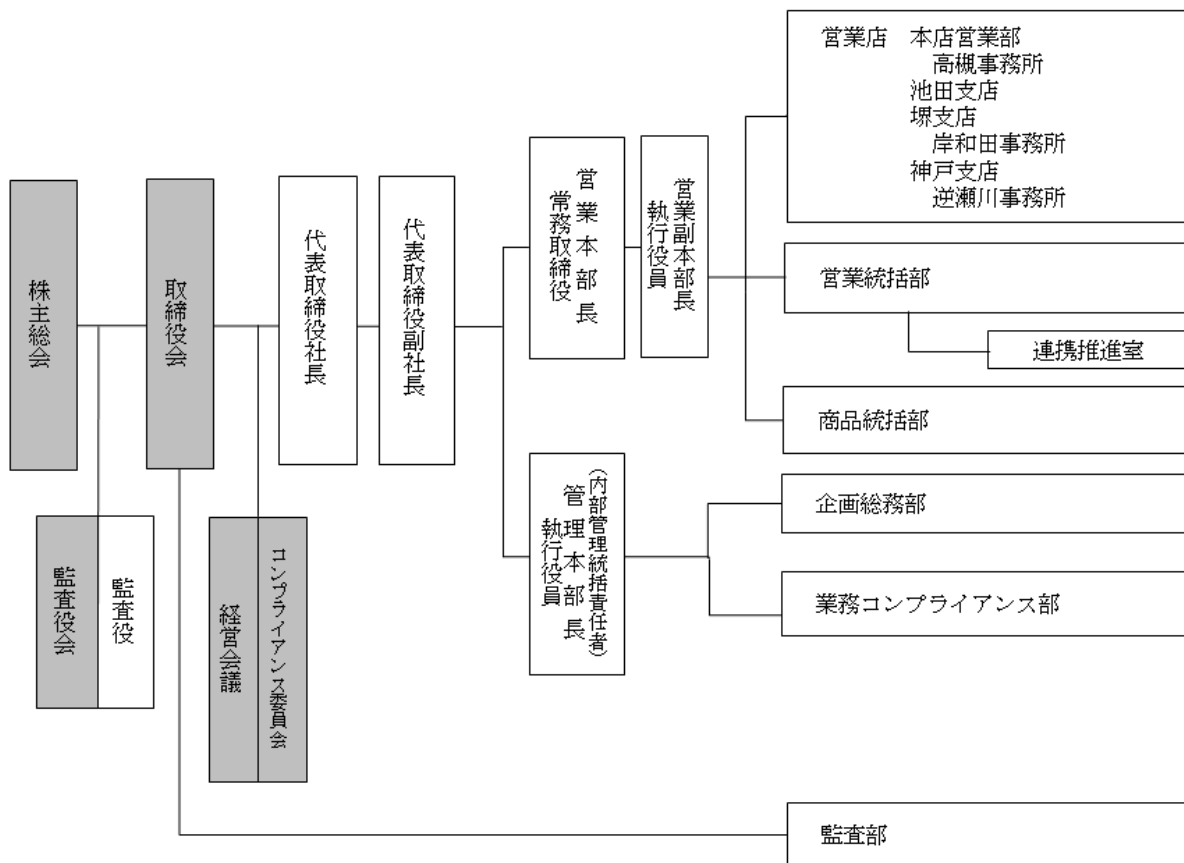 株主総会
監査役会
監査役
取締役会
経営会議
コンプライアンス委員会
代表取締役社長
代表取締役副社長
営業本部長
常務取締役
営業副本部長
執行役員
(内部管理統括責任者)
管理本部長
執行役員
営業店 本店営業部
高槻事務所
池田支店
堺支店
岸和田事務所
神戸支店
逆瀬川事務所
営業統括部
連携推進室
商品統括部
企画総務部
業務コンプライアンス部
監査部